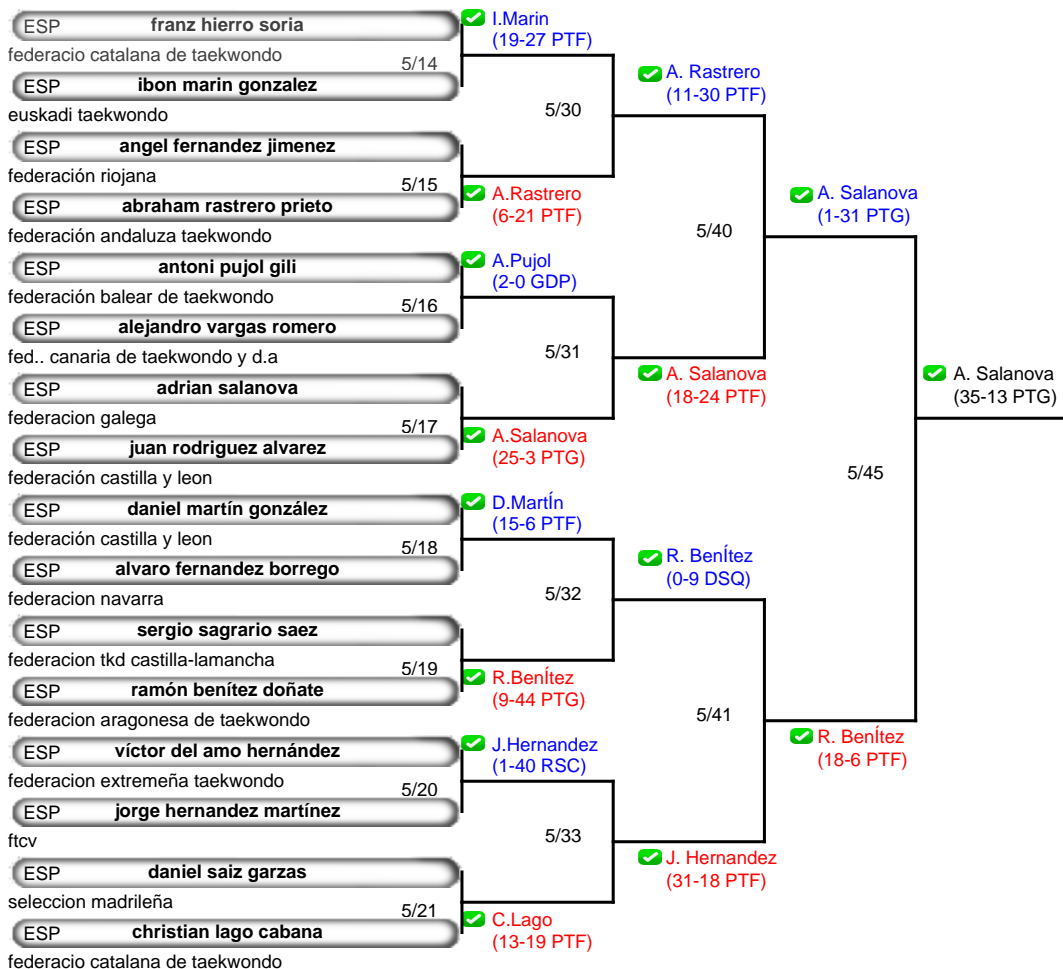 ESP franz hierro soria
federacio catalana de taekwondo
5/14
ESP ibon marin gonzalez
euskadi taekwondo
ESP angel fernandez jimenez
federación riojana
5/15
ESP abraham rastrero prieto
federación andaluza taekwondo
ESP antoni pujol gili
federación balear de taekwondo
5/16
ESP alejandro vargas romero
fed.. canaria de taekwondo y d.a
ESP adrian salanova
federacion galega
5/17
ESP juan rodriguez alvarez
federación castilla y leon
ESP daniel martín gonzález
federación castilla y leon
5/18
ESP alvaro fernandez borrego
federacion navarra
ESP sergio sagrario saez
federacion tkd castilla-lamancha
5/19
ESP ramón benítez doñate
federacion aragonesa de taekwondo
ESP víctor del amo hernández
federacion extremeña taekwondo
5/20
ESP jorge hernandez martínez
ftcv
ESP daniel saiz garzas
seleccion madrileña
5/21
ESP christian lago cabana
federacio catalana de taekwondo
I.Marin
(19-27 PTF)
5/30
A.Rastrero
(6-21 PTF)
A.Pujol
(2-0 GDP)
5/31
A.Salanova
(25-3 PTG)
D.MartÍn
(15-6 PTF)
5/32
R.BenÍtez
(9-44 PTG)
J.Hernandez
(1-40 RSC)
5/33
C.Lago
(13-19 PTF)
A. Rastrero
(11-30 PTF)
5/40
A. Salanova
(18-24 PTF)
R. BenÍtez
(0-9 DSQ)
5/41
J. Hernandez
(31-18 PTF)
A. Salanova
(1-31 PTG)
5/45
R. BenÍtez
(18-6 PTF)
A. Salanova
(35-13 PTG)